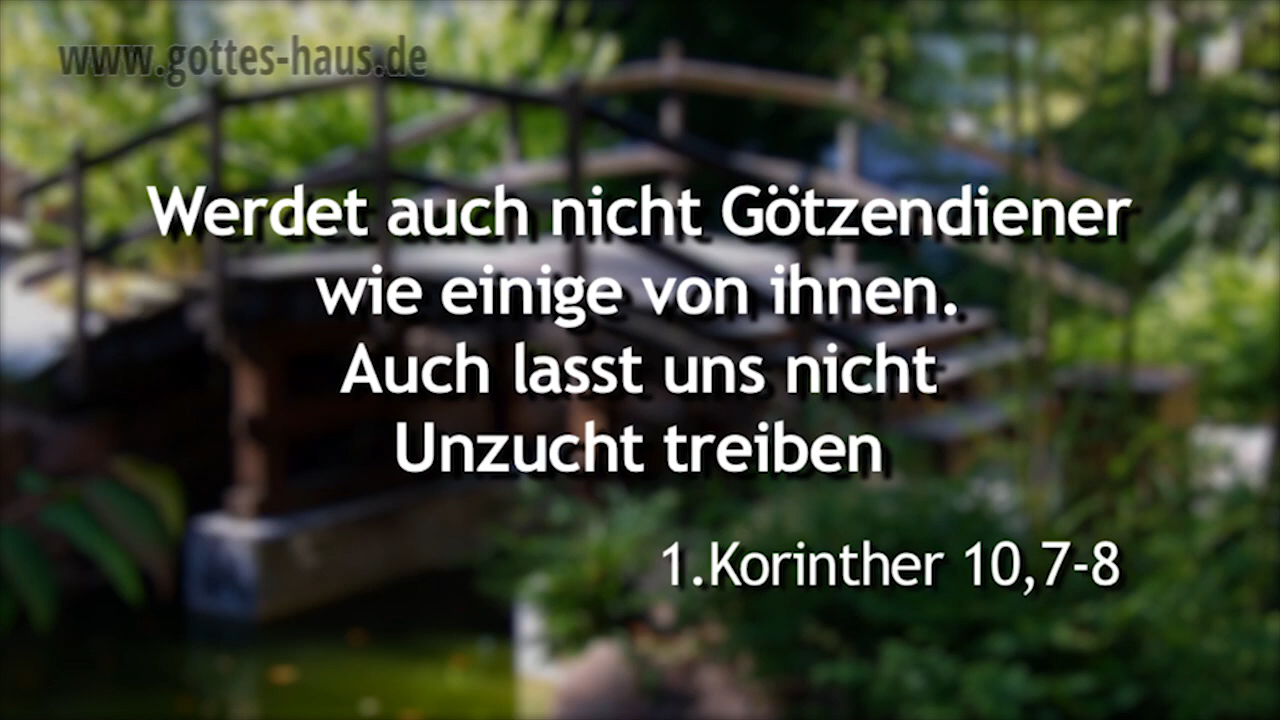 www.gottes-haus.de
Werdet auch nicht Götzendiener
wie einige von ihnen.
Auch lasst uns nicht
Unzucht treiben
1.Korinther 10,7-8